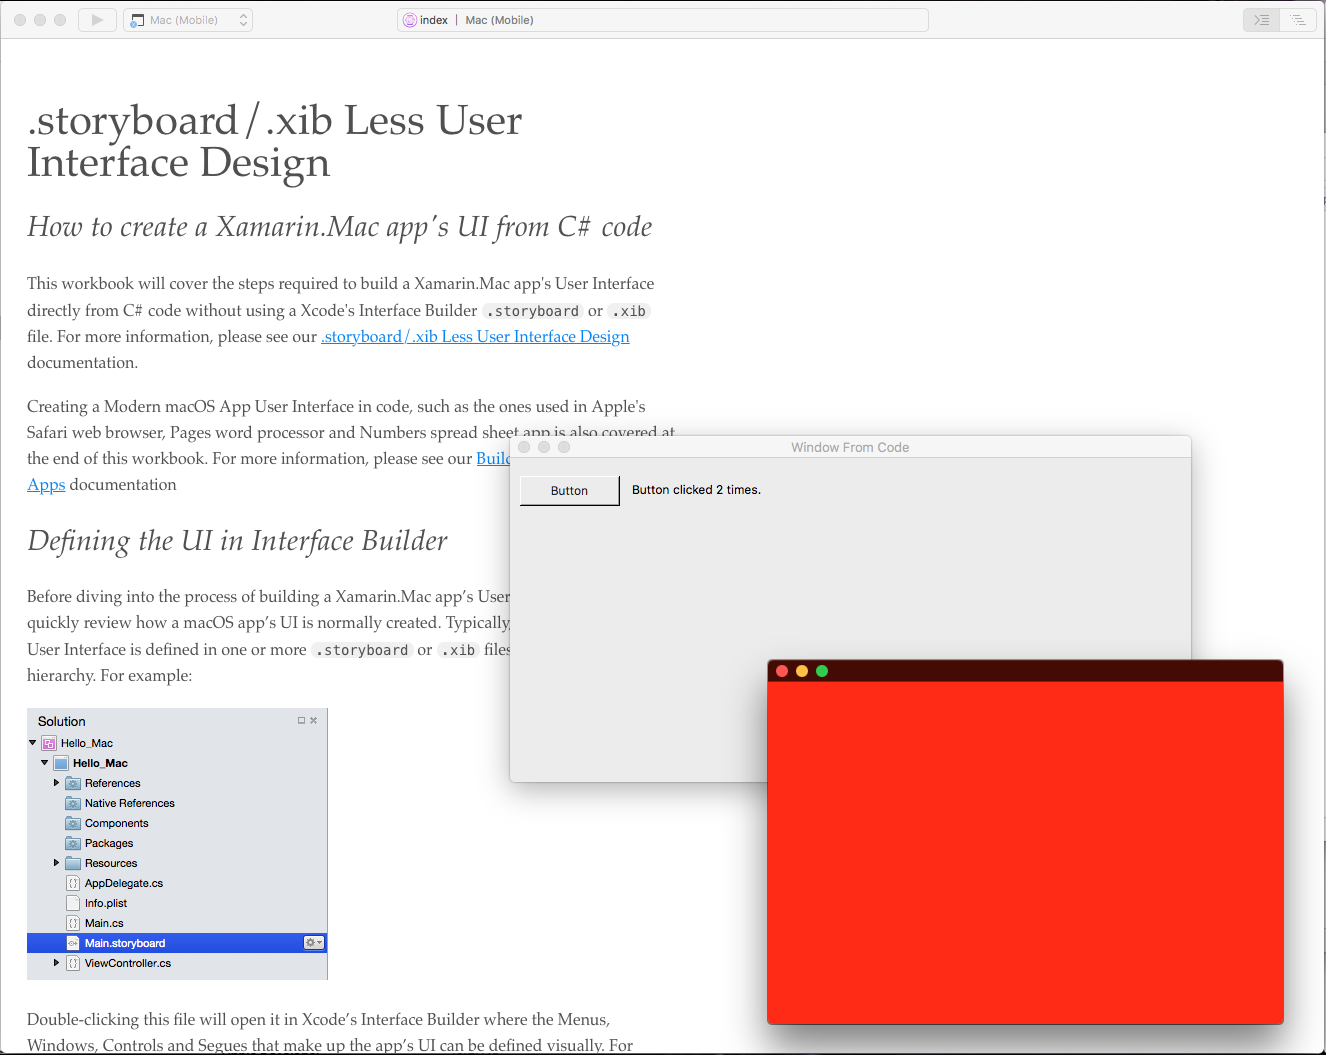 Mac (Mobile)
index | Mac (Mobile)
.storyboard/.xib Less User
Interface Design
How to create a Xamarin.Mac app's UI from C# code
This workbook will cover the steps required to build a Xamarin.Mac app's User Interface
directly from C# code without using a Xcode's Interface Builder .storyboard or .xib
file. For more information, please see our .storyboard/.xib Less User Interface Design
documentation.
Creating a Modern macOS App User Interface in code, such as the ones used in Apple's
Safari web browser, Pages word processor and Numbers spread sheet app is also covered at
the end of this workbook. For more information, please see our Build
Apps documentation
Window From Code
Button
Button clicked 2 times.
Defining the UI in Interface Builder
Before diving into the process of building a Xamarin.Mac app’s User
quickly review how a macOS app’s UI is normally created. Typically,
User Interface is defined in one or more .storyboard or .xib files
hierarchy. For example:
Solution
Hello_Mac
Hello_Mac
References
Native References
Components
Packages
Resources
AppDelegate.cs
Info.plist
Main.cs
Main.storyboard
ViewController.cs
Double-clicking this file will open it in Xcode’s Interface Builder where the Menus,
Windows, Controls and Segues that make up the app’s UI can be defined visually. For